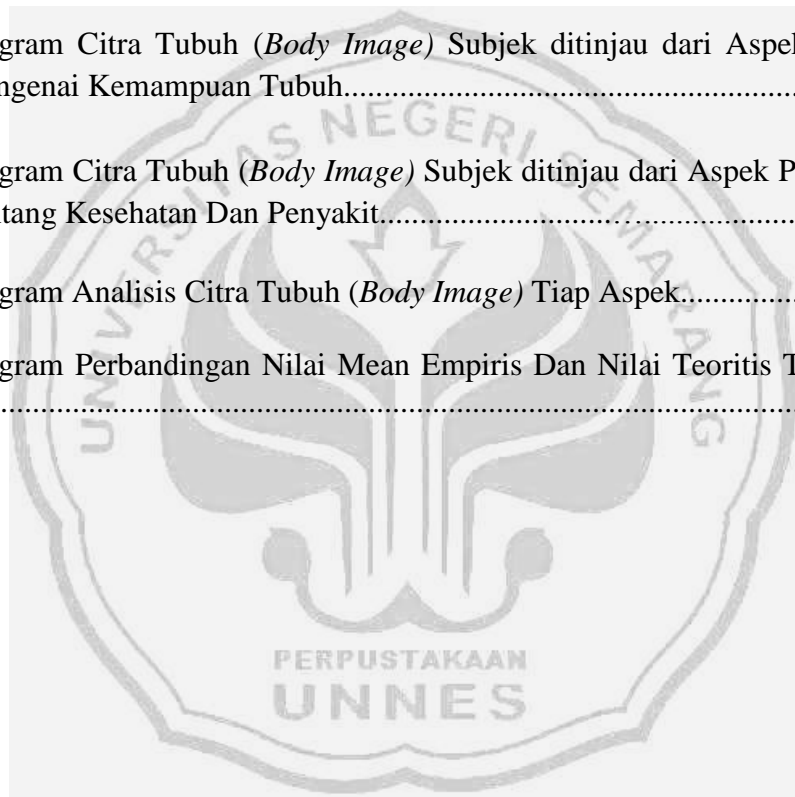 gram Citra Tubuh (Body Image) Subjek ditinjau dari Aspek
ngenai Kemampuan Tubuh..........................................................
gram Citra Tubuh (Body Image) Subjek ditinjau dari Aspek P
tang Kesehatan Dan Penyakit.....................................................
gram Analisis Citra Tubuh (Body Image) Tiap Aspek...............
gram Perbandingan Nilai Mean Empiris Dan Nilai Teoritis T
....................................................................................................
UNIVERSITAS NEGERI SEMARANG
PERPUSTAKAAN
UNNES